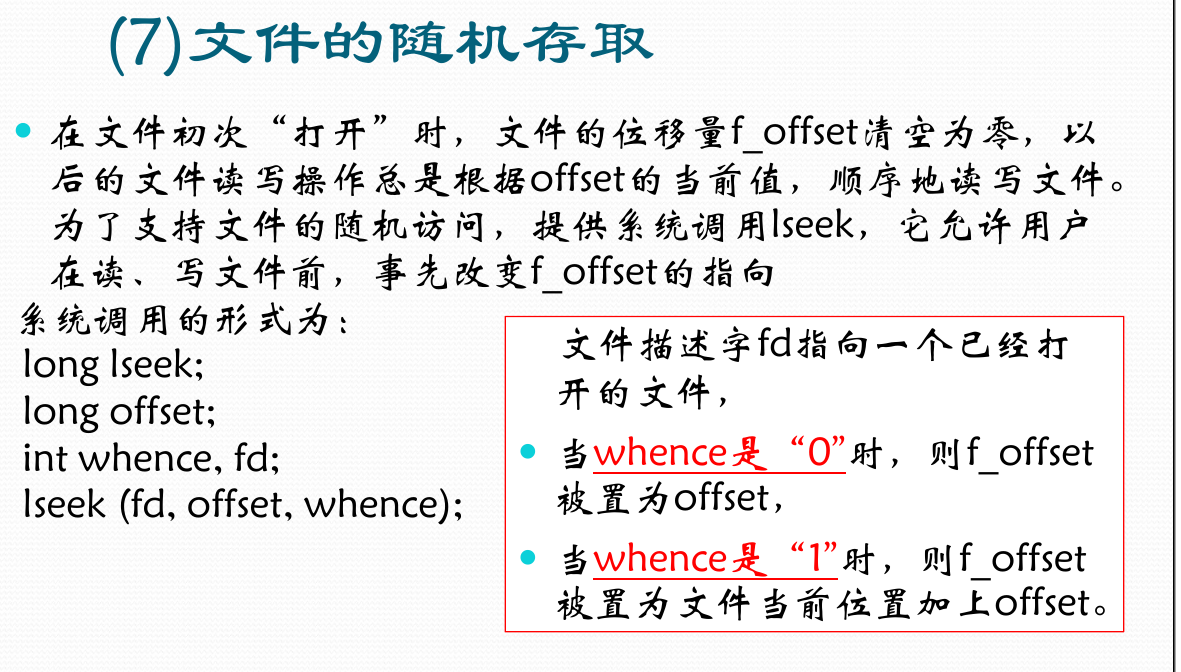 (7)文件的随机存取
在文件初次“打开”时，文件的位移量f_offset清空为零，以
后的文件读写操作总是根据offset的当前值，顺序地读写文件。
为了支持文件的随机访问，提供系统调用lseek，它允许用户
在读、写文件前，事先改变f_offset的指向
系统调用的形式为：
long lseek;
long offset;
int whence, fd;
lseek (fd, offset, whence);
文件描述字fd指向一个已经打
开的文件，
当whence是“0”时，则f_offset
被置为offset，
当whence是“1”时，则f_offset
被置为文件当前位置加上offset。